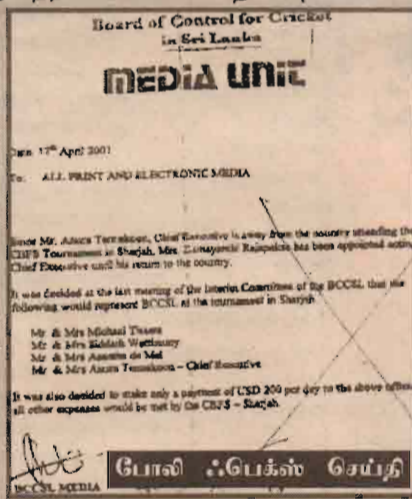 Board of Control for Cricket
in Sri Lanka
MEDIA UNIT
Date 17th April 2001
To: ALL PRINT AND ELECTRONIC MEDIA
Since Mr. Asura Tennakoon, Chief Executive is away from the country attending the
CBFS Tournament in Sharjah, Mrs. Rajapakse has been appointed acting
Chief Executive until his return to the country.
It was decided at the last meeting of the Interim Committee of the BCCSL that the
following would represent BCCSL at the tournament in Sharjah
Mr & Mrs Michael Tissera
Mr & Mrs Sidath Wettimuny
Mr & Mrs de Mel
Mr & Mrs Asura Tennakoon – Chief Executive
It was also decided to make only a payment of USD 200 per day to the above
all other expenses would be met by the CBFS – Sharjah
போலி ஃபெக்ஸ் செய்தி
BCCSL MEDIA